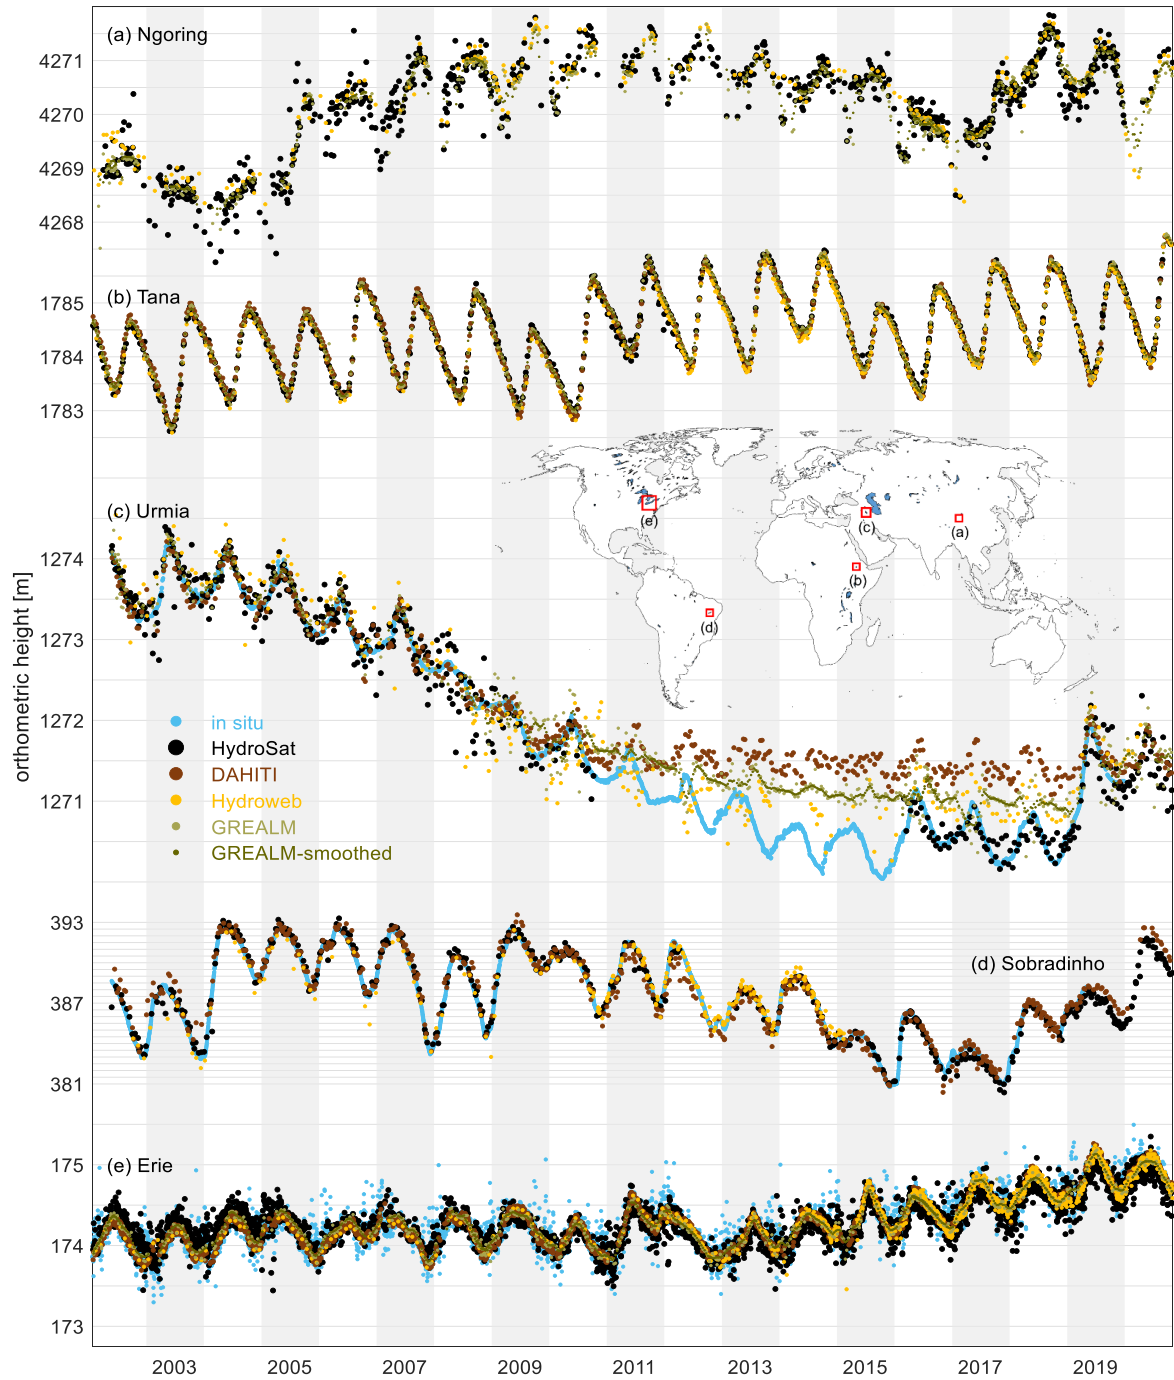 (a) Ngoring
4271
4270
4269
4268
(b) Tana
1785
1784
1783
(e)
(c)
(a)
(b)
(d)
(c) Urmia
1274
1273
1272
1271
orthometric height [m]
in situ
HydroSat
DAHITI
Hydroweb
GREALM
GREALM-smoothed
393
387
381
(d) Sobradinho
(e) Erie
175
174
173
2003 2005 2007 2009 2011 2013 2015 2017 2019